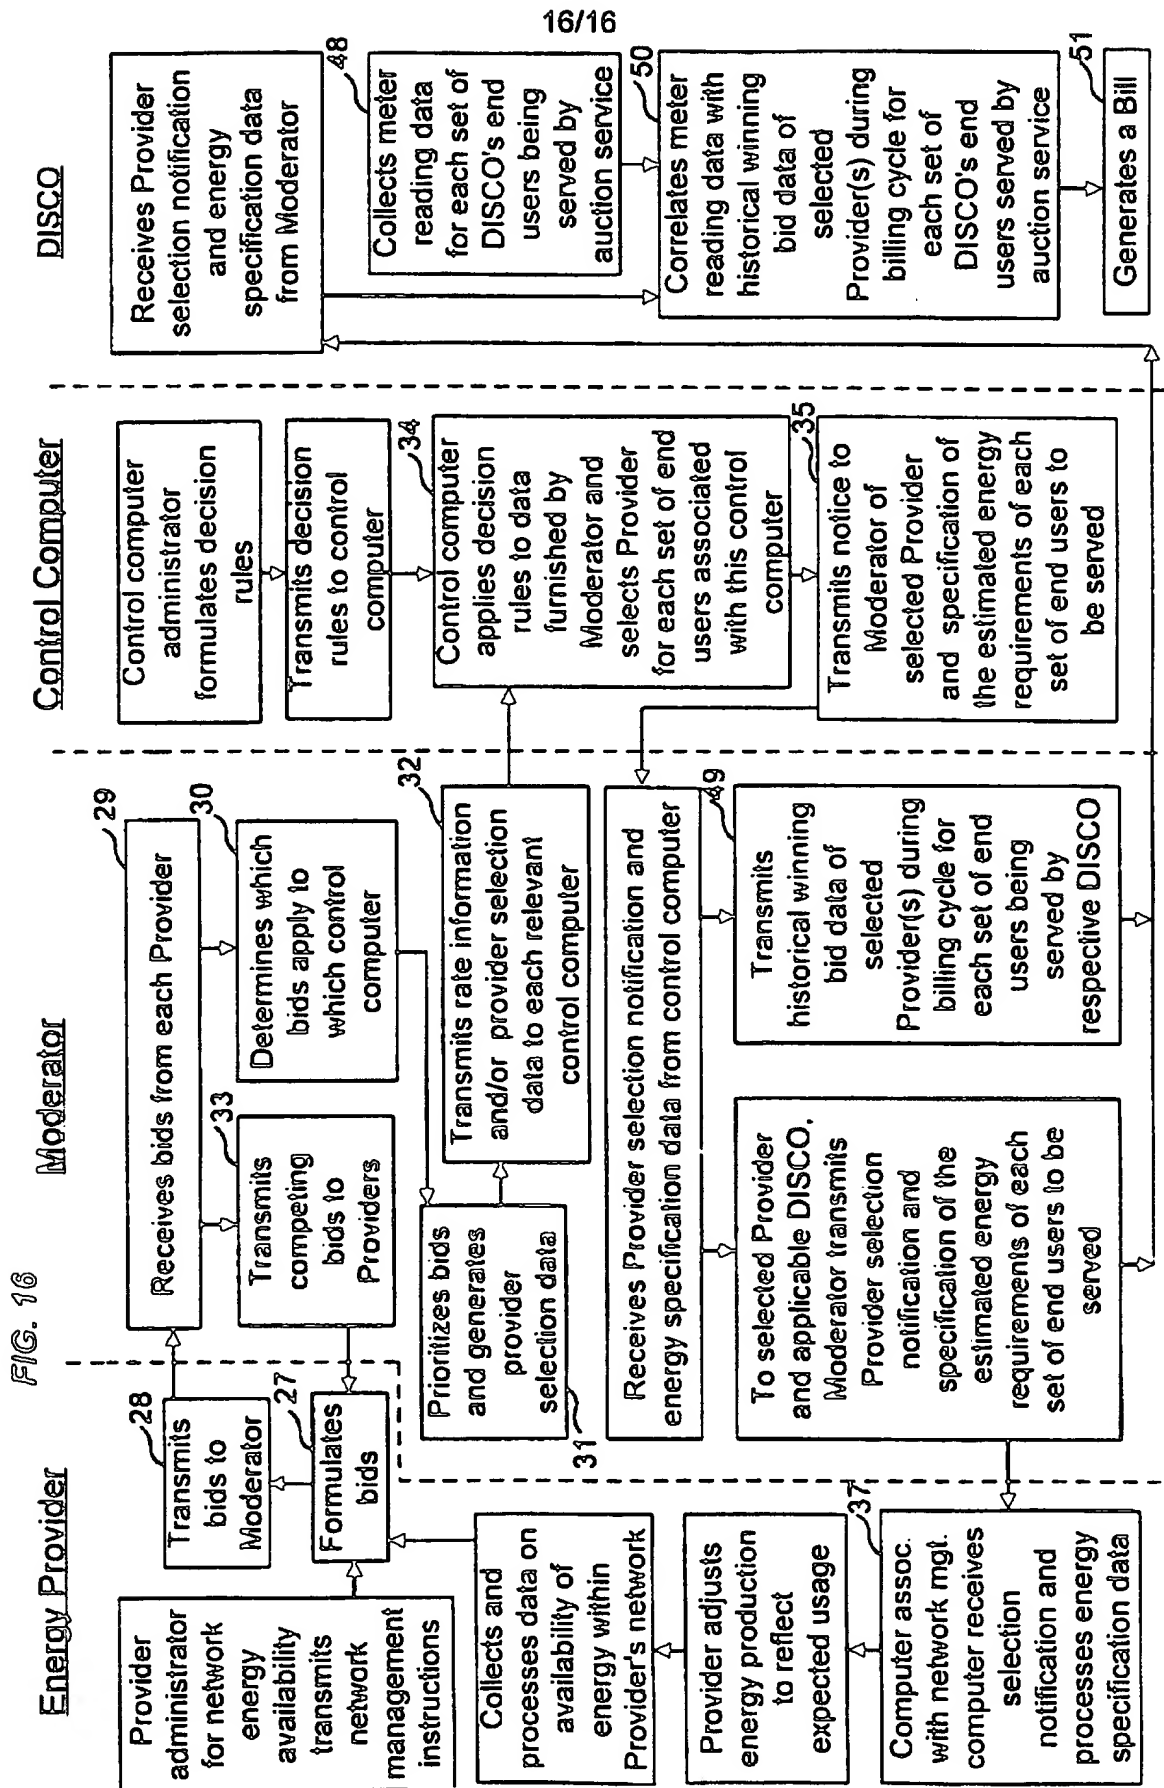 16/16
FIG. 16
Energy Provider
Moderator
Control Computer
DISCO
Provider
administrator
for network
energy
availability
transmits
network
management
instructions
28
Transmits
bids to
Moderator
27
Formulates
bids
Collects and
processes data on
availability of
energy within
Provider's network
Provider adjusts
energy production
to reflect
expected usage
37
Computer assoc.
with network mgt.
computer receives
selection
notification and
processes energy
specification data
29
Receives bids from each Provider
33
Transmits
competing
bids to
Providers
30
Determines which
bids apply to
which control
computer
Prioritizes bids
and generates
provider
selection data
31
32
Transmits rate information
and/or provider selection
data to each relevant
control computer
Receives Provider selection notification and
energy specification data from control computer
To selected Provider
and applicable DISCO,
Moderator transmits
Provider selection
notification and
specification of the
estimated energy
requirements of each
set of end users to be
served
49
Transmits
historical winning
bid data of
selected
Provider(s) during
billing cycle for
each set of end
users being
served by
respective DISCO
Control computer
administrator
formulates decision
rules
Transmits decision
rules to control
computer
34
Control computer
applies decision
rules to data
furnished by
Moderator and
selects Provider
for each set of end
users associated
with this control
computer
35
Transmits notice to
Moderator of
selected Provider
and specification of
the estimated energy
requirements of each
set of end users to
be served
Receives Provider
selection notification
and energy
specification data
from Moderator
48
Collects meter
reading data
for each set of
DISCO's end
users being
served by
auction service
50
Correlates meter
reading data with
historical winning
bid data of
selected
Provider(s) during
billing cycle for
each set of
DISCO's end
users served by
auction service
51
Generates a Bill